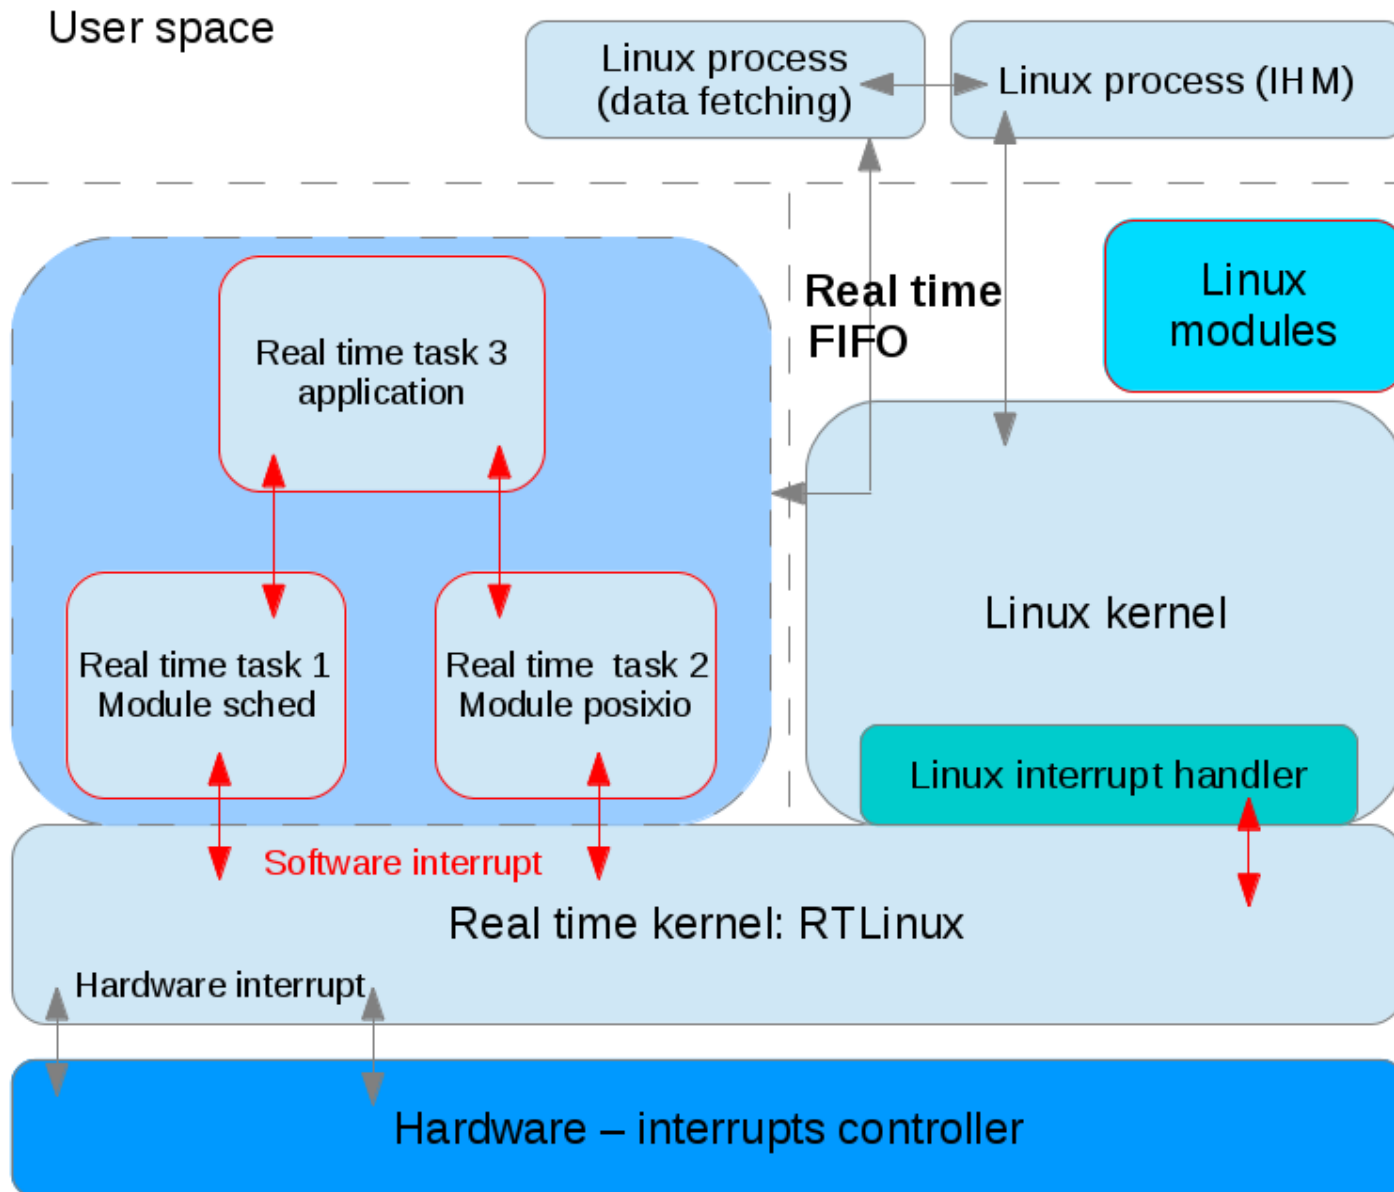 User space
Linux process
(data fetching)
Linux process (IHM)
Real time
FIFO
Linux
modules
Real time task 3
application
Real time task 1
Module sched
Real time  task 2
Module posixio
Linux kernel
Linux interrupt handler
Software interrupt
Real time kernel: RTLinux
Hardware interrupt
Hardware – interrupts controller